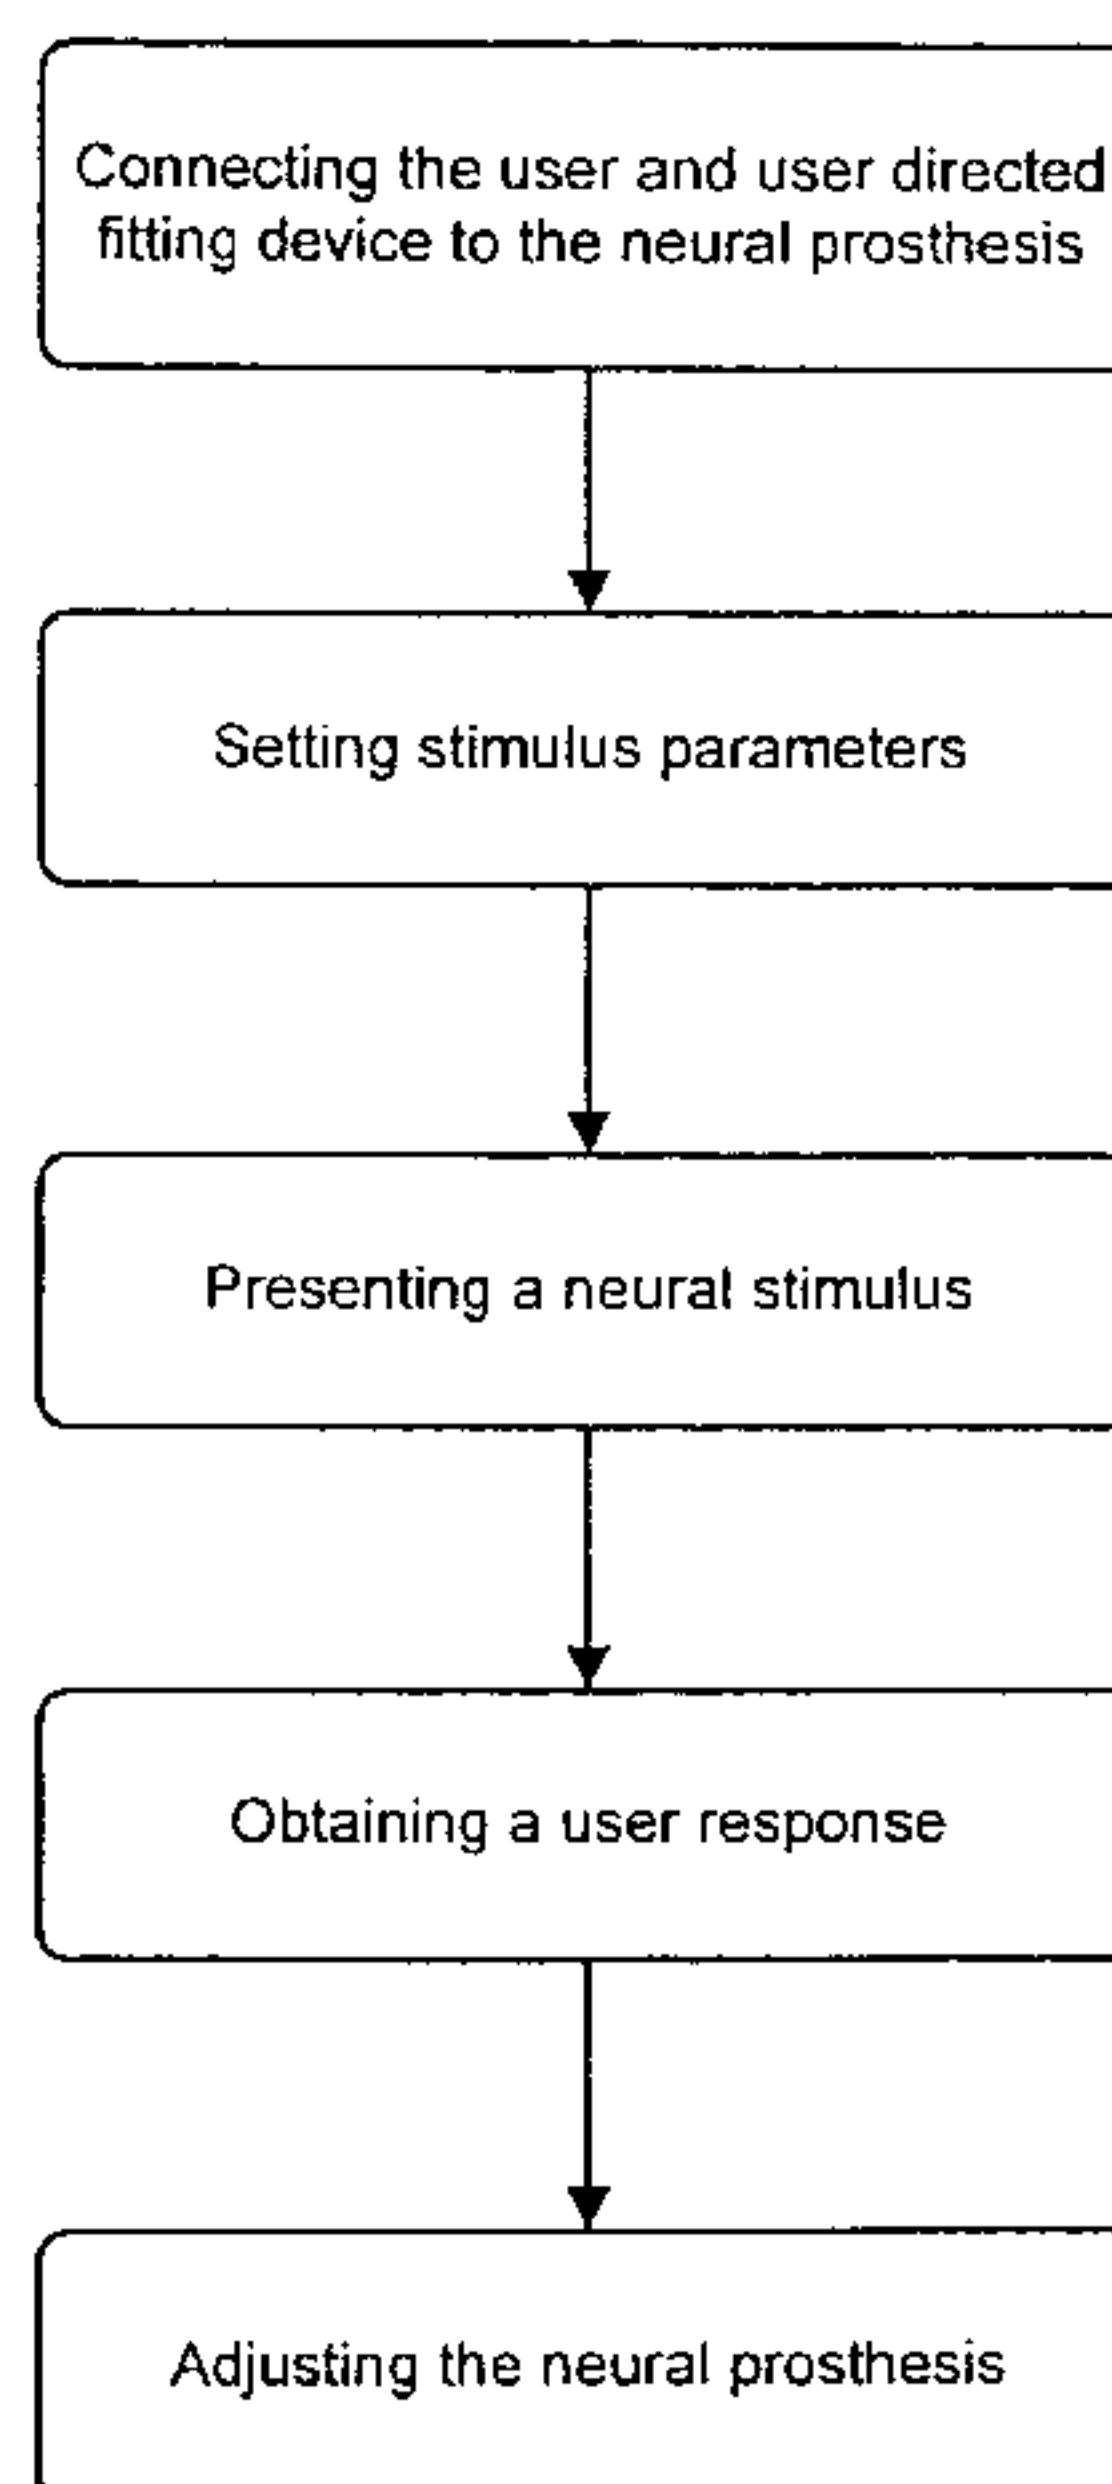 Connecting the user and user directed
fitting device to the neural prosthesis
Setting stimulus parameters
Presenting a neural stimulus
Obtaining a user response
Adjusting the neural prosthesis